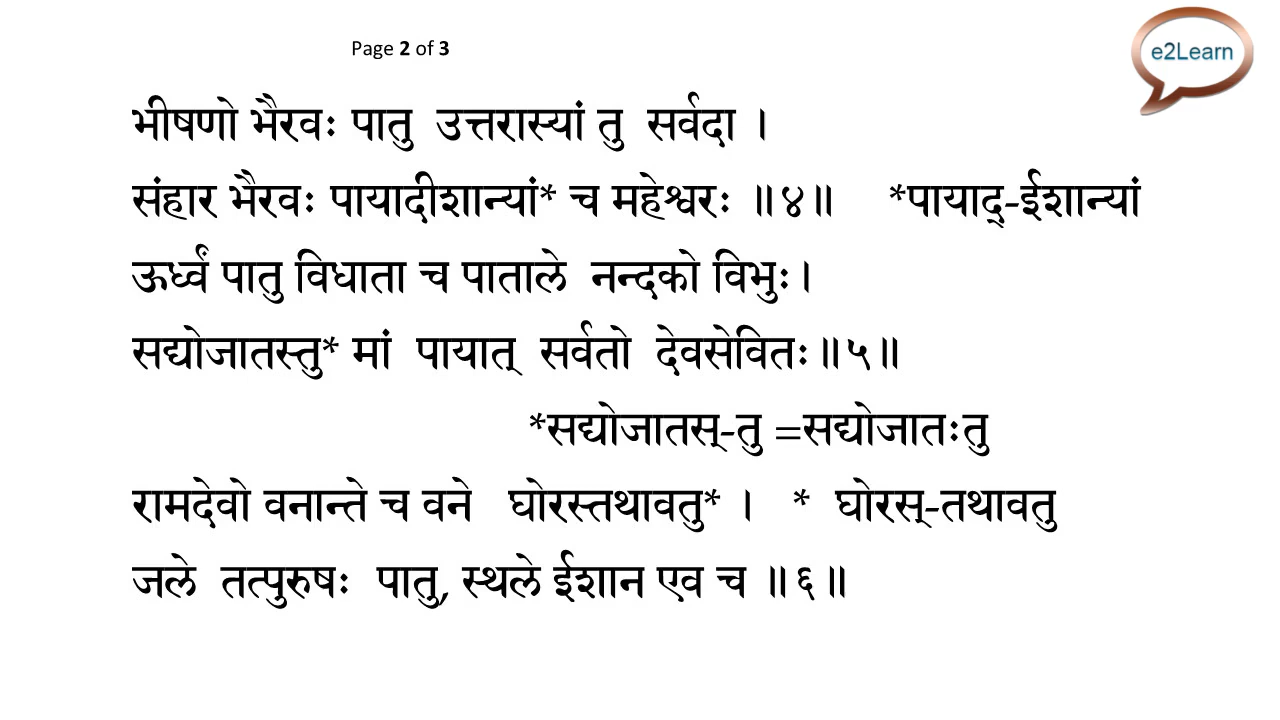 Page 2 of 3
e2Learn
भीषणो भैरवः पातु उत्तरास्यां तु सर्वदा ।
संहार भैरवः पायादीशान्यां* च महेश्वरः ॥४॥ *पायाद्-ईशान्यां
ऊर्ध्वं पातु विधाता च पाताले नन्दको विभुः।
सद्योजातस्तु* मां पायात् सर्वतो देवसेवितः॥५॥
*सद्योजातस्-तु =सद्योजातःतु
रामदेवो वनान्ते च वने घोरस्तथावतु* । * घोरस्-तथावतु
जले तत्पुरुषः पातु, स्थले ईशान एव च ॥६॥